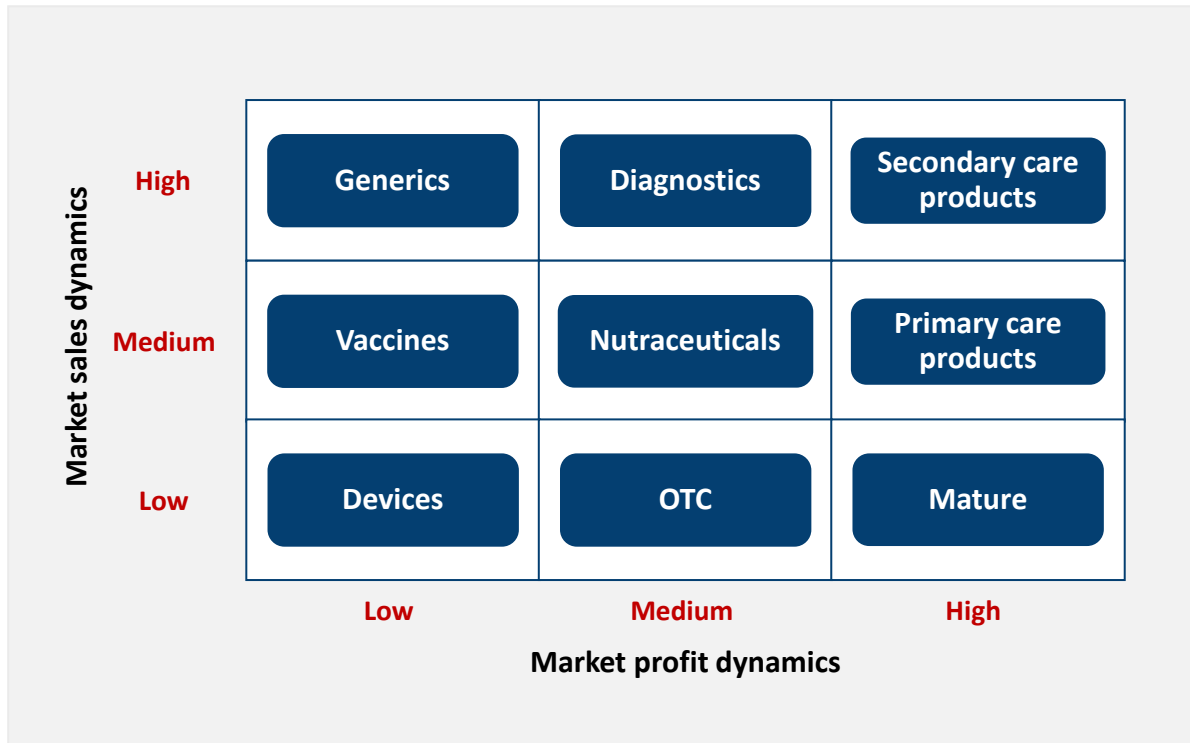 Market sales dynamics
High
Generics
Diagnostics
Secondary care
products
Medium
Vaccines
Nutraceuticals
Primary care
products
Low
Devices
OTC
Mature
Low
Medium
High
Market profit dynamics